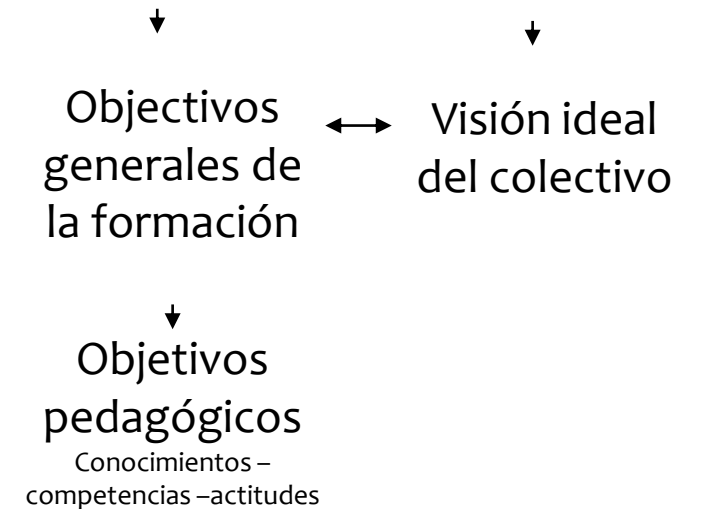 Objectivos
generales de
la formación
Visión ideal
del colectivo
Objetivos
pedagógicos
Conocimientos –
competencias –actitudes